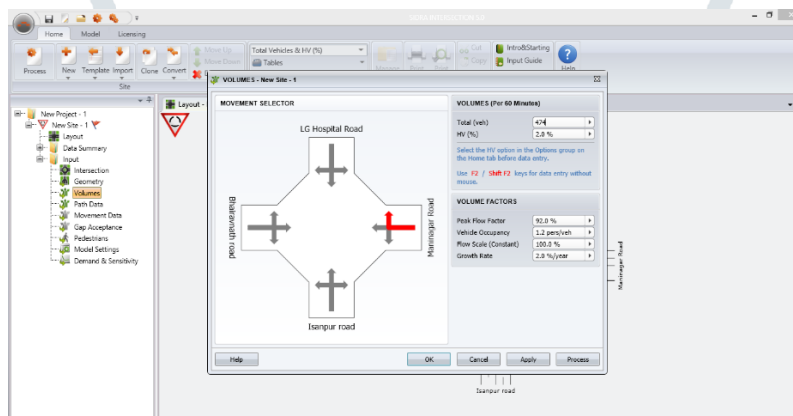 Home Model Licensing
Process New Template Import Clone Convert
Move Up
Move Down
Total Vehicles & HV (%)
Tables
Cut
Copy
Intro&Starting
Input Guide
Help
Site
New Project - 1
New Site - 1
Layout
Data Summary
Input
Intersection
Geometry
Volumes
Path Data
Movement Data
Gap Acceptance
Pedestrians
Model Settings
Demand & Sensitivity
Layout -
VOLUMES - New Site - 1
MOVEMENT SELECTOR
LG Hospital Road
Maninagar Road
Isanpur road
VOLUMES (Per 60 Minutes)
Total (veh) 474
HV (%) 2.0 %
Select the HV option in the Options group on
the Home tab before data entry.
Use F2 / Shift F2 keys for data entry without
mouse.
VOLUME FACTORS
Peak Flow Factor 92.0 %
Vehicle Occupancy 1.2 pers/veh
Flow Scale (Constant) 100.0 %
Growth Rate 2.0 %/year
Help OK Cancel Apply Process
Maninagar Road
Isanpur road